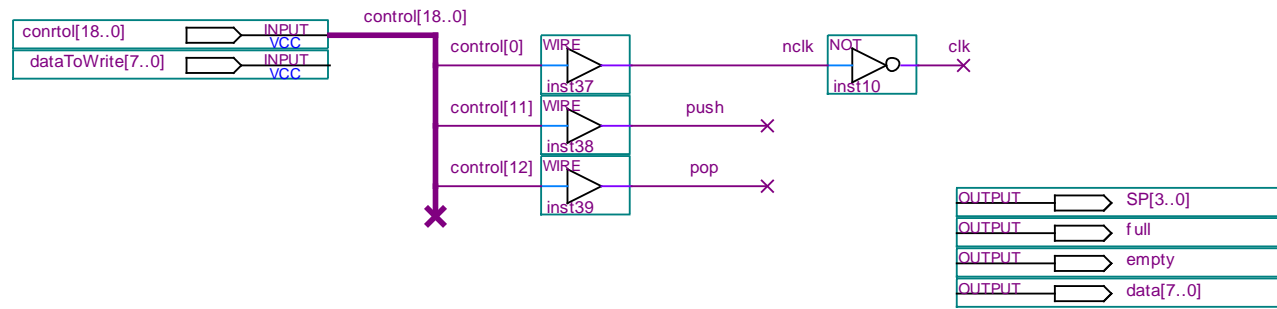 control[18..0]
conrtol[18..0] INPUT
VCC
dataToWrite[7..0] INPUT
VCC
control[0] WIRE nclk NOT clk
inst37 inst10
control[11] WIRE push
inst38
control[12] WIRE pop
inst39
OUTPUT SP[3..0]
OUTPUT full
OUTPUT empty
OUTPUT data[7..0]